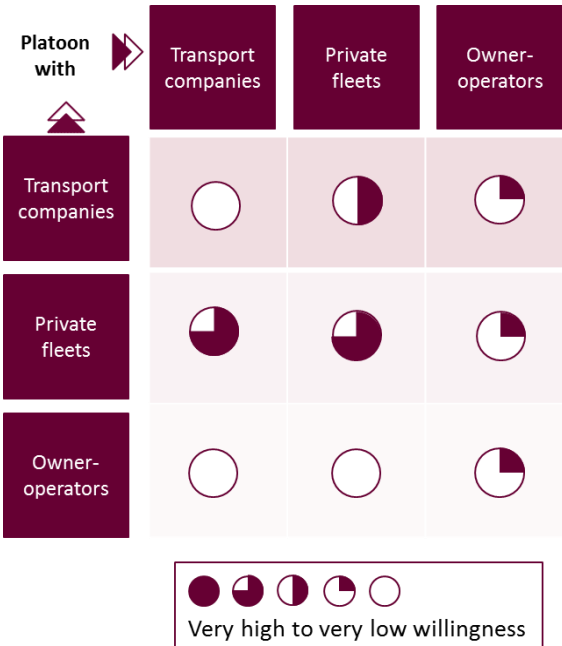 Platoon
with
Transport
companies
Private
fleets
Owner-
operators
Transport
companies
Private
fleets
Owner-
operators
Very high to very low willingness